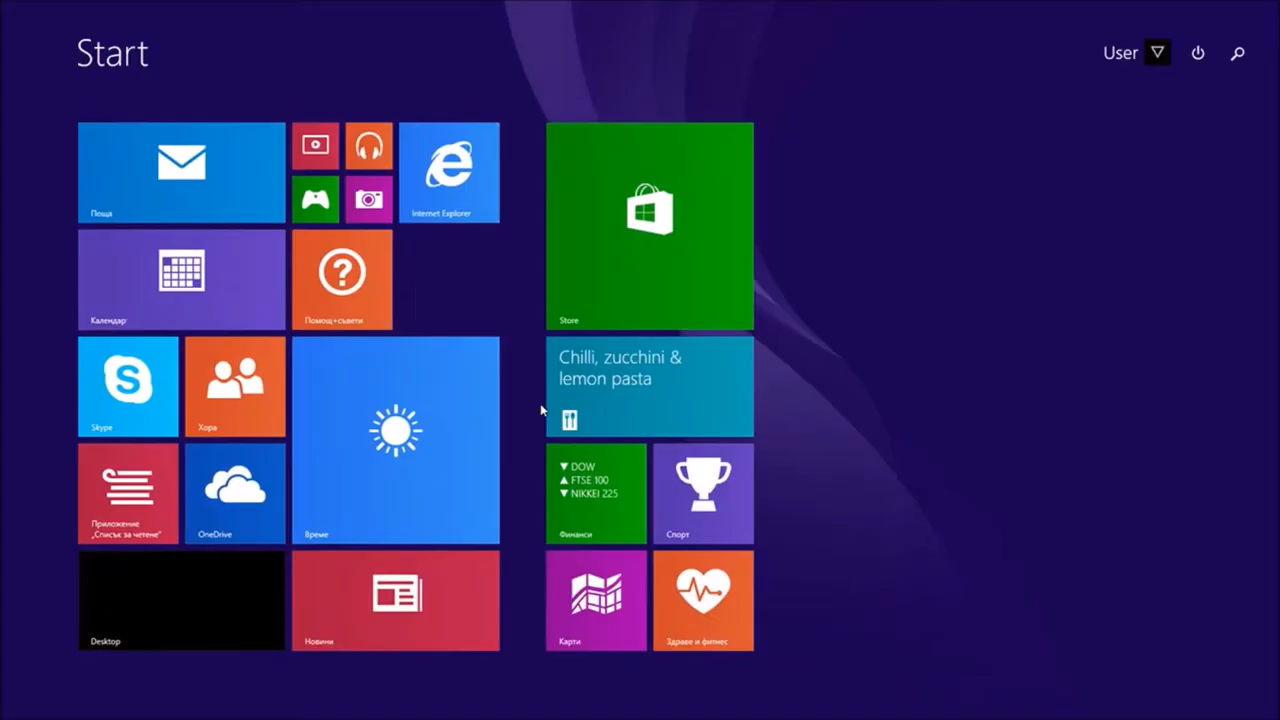 Start
User
Поща
Internet Explorer
Store
Календар
Помощ+съвети
Chilli, zucchini &
lemon pasta
Skype
Хора
Време
Приложение
„Списък за четене“
OneDrive
▼ DOW
▲ FTSE 100
▼ NIKKEI 225
Финанси
Спорт
Desktop
Новини
Карти
Здраве и фитнес